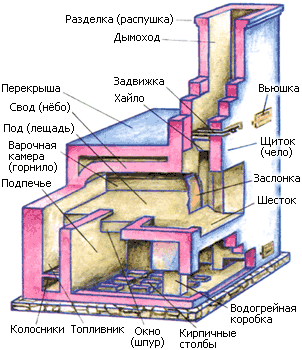 Разделка (распушка)
Дымоход
Задвижка
Перекрыша
Хайло
Вьюшка
Свод (нёбо)
Под (лещадь)
Щиток
(чело)
Варочная
камера
(горнило)
Заслонка
Подпечье
Шесток
Водогрейная
коробка
Колосники
Топливник
Окно
(шпур)
Кирпичные
столбы